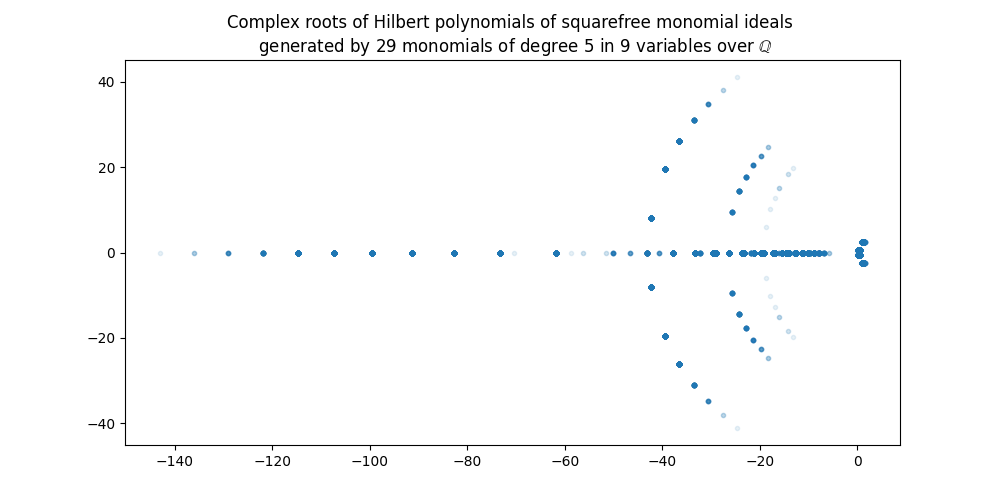 Complex roots of Hilbert polynomials of squarefree monomial ideals
generated by 29 monomials of degree 5 in 9 variables over ℚ
40
20
0
−20
−40
−140 −120 −100 −80 −60 −40 −20 0